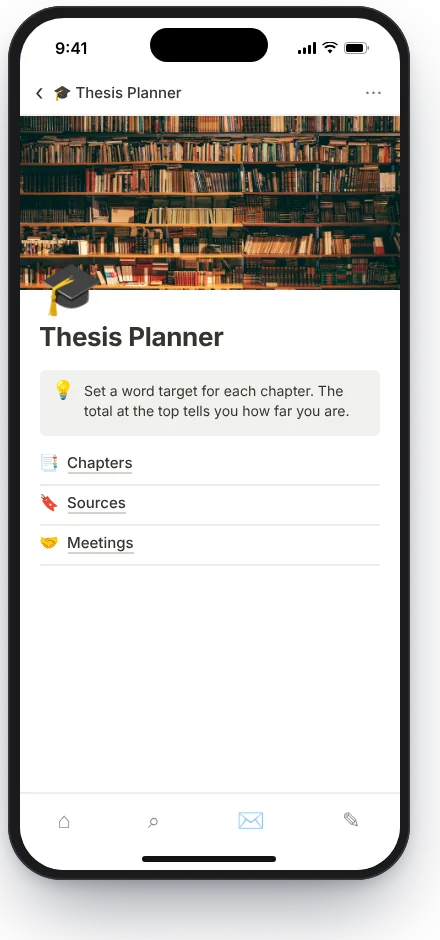 9:41
Thesis Planner
Thesis Planner
Set a word target for each chapter. The
total at the top tells you how far you are.
Chapters
Sources
Meetings